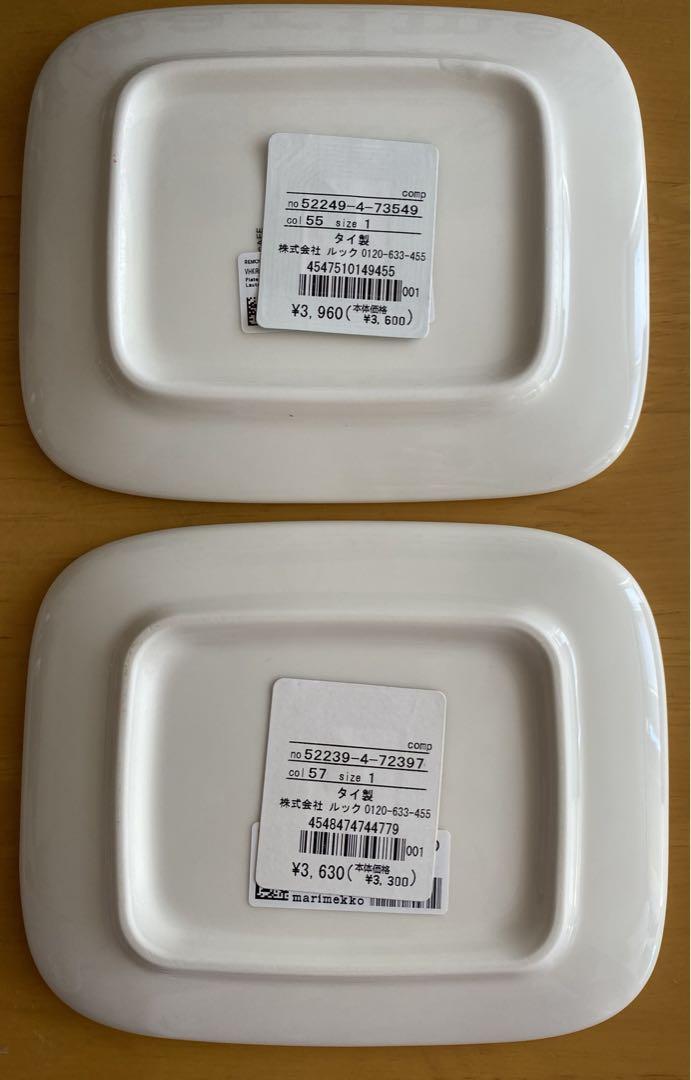 comp
no 52249-4-73549
col 55 size 1
タイ製
株式会社 ルック 0120-633-455
4547510149455
001
¥3,960(本体価格 ¥3,600)
comp
no 52239-4-72397
col 57 size 1
タイ製
株式会社 ルック 0120-633-455
4548474744779
001
¥3,630(本体価格 ¥3,300)
marimekko